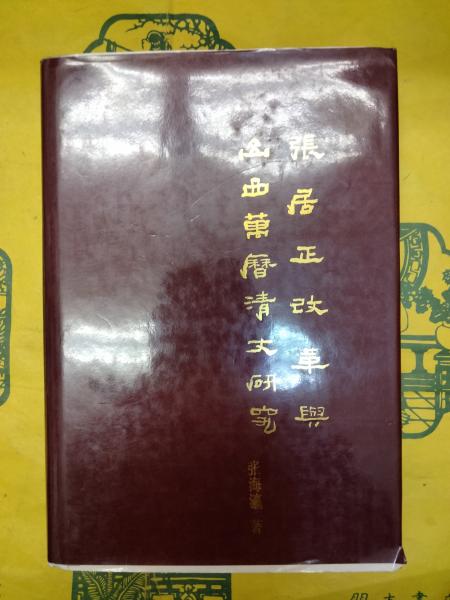 張居正改革與
山西萬曆清丈研究
张海瀛 著